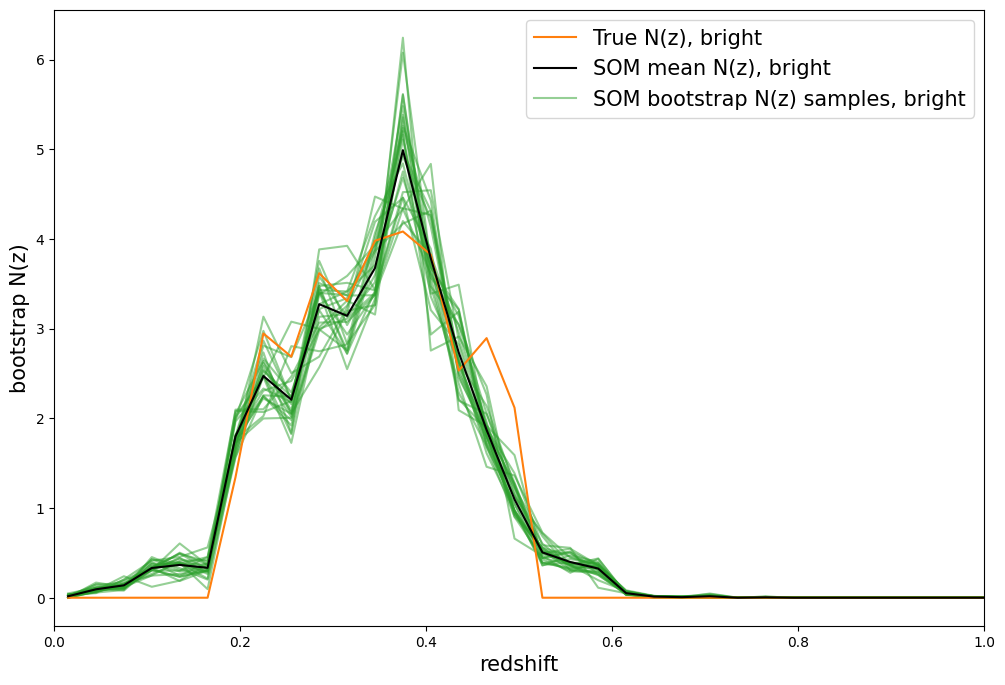 True N(z), bright
SOM mean N(z), bright
SOM bootstrap N(z) samples, bright
bootstrap N(z)
6
5
4
3
2
1
0
0.0 0.2 0.4 0.6 0.8 1.0
redshift